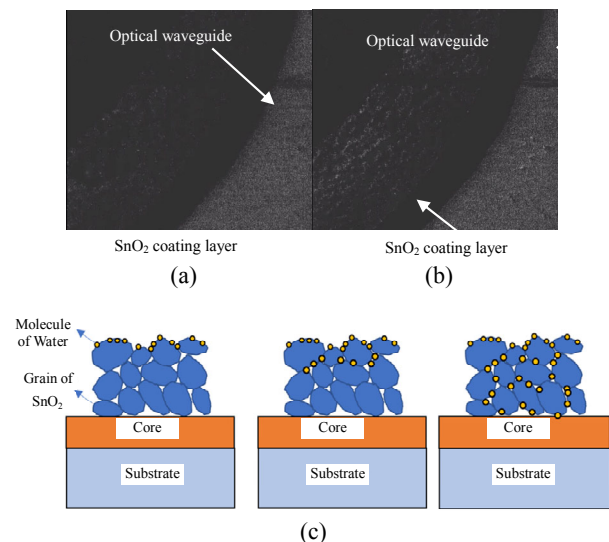 Optical waveguide
Optical waveguide
SnO₂ coating layer
SnO₂ coating layer
(a)
(b)
Molecule
of Water
Grain of
SnO₂
Core
Core
Core
Substrate
Substrate
Substrate
(c)